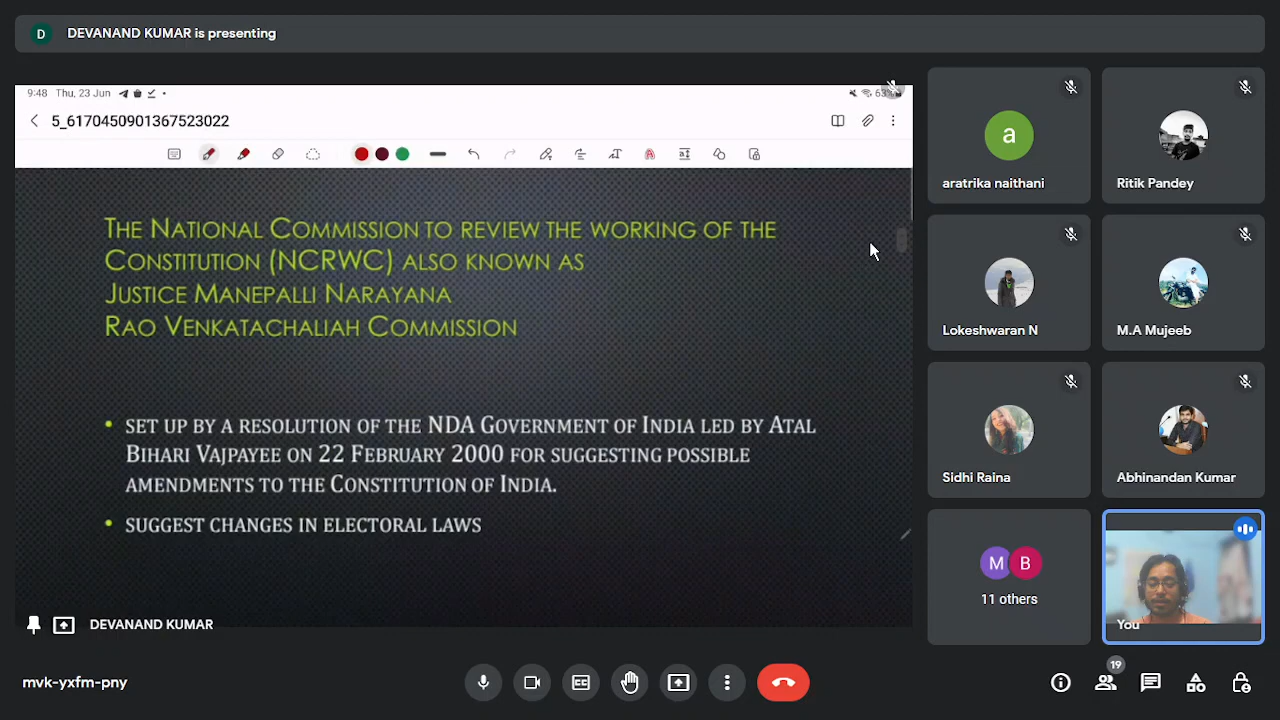 D DEVANAND KUMAR is presenting
9:48 Thu, 23 Jun 63%
5_6170450901367523022
THE NATIONAL COMMISSION TO REVIEW THE WORKING OF THE
CONSTITUTION (NCRWC) ALSO KNOWN AS
JUSTICE MANEPALLI NARAYANA
RAO VENKATACHALIAH COMMISSION
• SET UP BY A RESOLUTION OF THE NDA GOVERNMENT OF INDIA LED BY ATAL
BIHARI VAJPAYEE ON 22 FEBRUARY 2000 FOR SUGGESTING POSSIBLE
AMENDMENTS TO THE CONSTITUTION OF INDIA.
• SUGGEST CHANGES IN ELECTORAL LAWS
DEVANAND KUMAR
a
aratrika naithani
Ritik Pandey
Lokeshwaran N
M.A Mujeeb
Sidhi Raina
Abhinandan Kumar
M B
11 others
You
mvk-yxfm-pny
CC
19